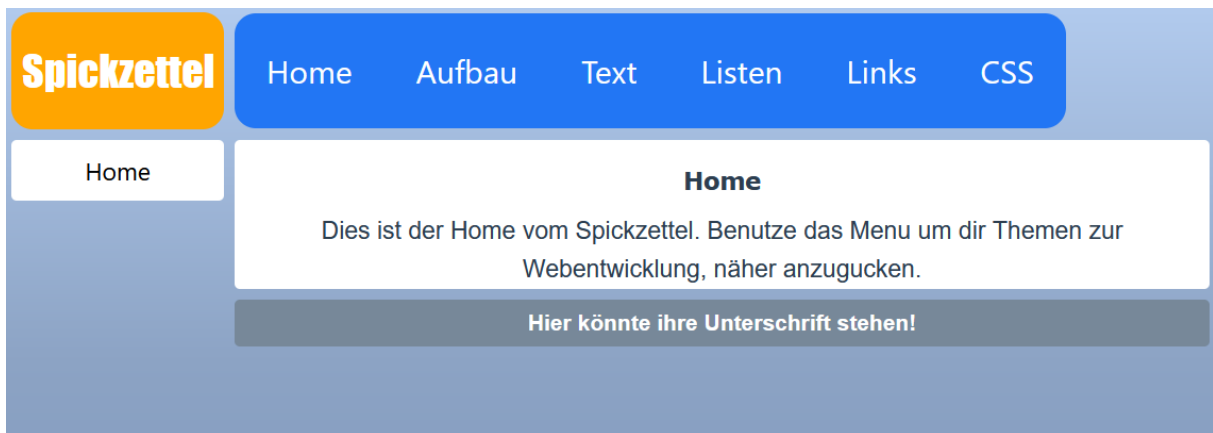 Spickzettel
Home Aufbau Text Listen Links CSS
Home
Home
Dies ist der Home vom Spickzettel. Benutze das Menu um dir Themen zur
Webentwicklung, näher anzugucken.
Hier könnte ihre Unterschrift stehen!